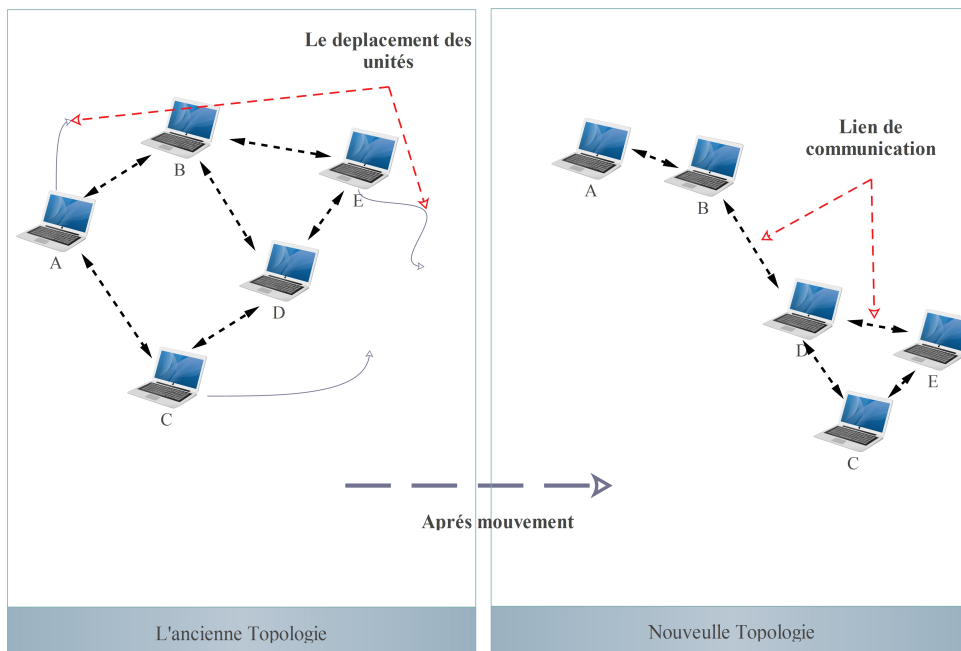 Le deplacement des
unités
B
E
A
D
C
L'ancienne Topologie
Aprés mouvement
Lien de
communication
A
B
D
E
C
Nouveulle Topologie